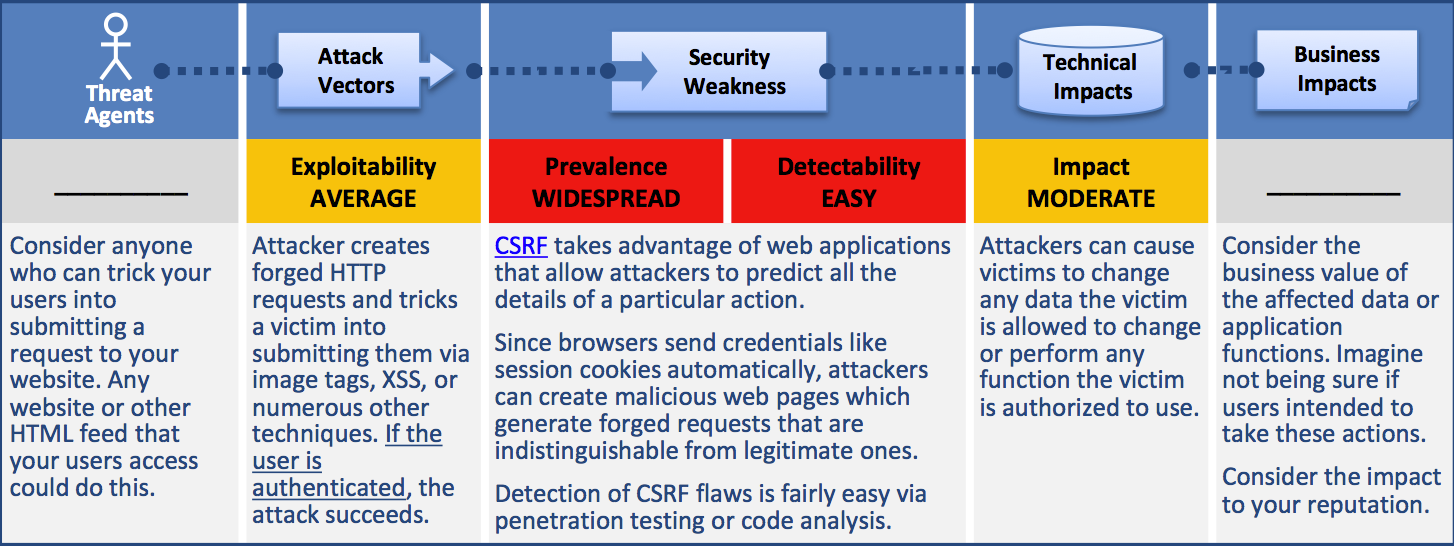 Threat
Agents
Attack
Vectors
Security
Weakness
Technical
Impacts
Business
Impacts
__________
Exploitability
AVERAGE
Prevalence
WIDESPREAD
Detectability
EASY
Impact
MODERATE
__________
Consider anyone
who can trick your
users into
submitting a
request to your
website. Any
website or other
HTML feed that
your users access
could do this.
Attacker creates
forged HTTP
requests and tricks
a victim into
submitting them via
image tags, XSS, or
numerous other
techniques. If the
user is
authenticated, the
attack succeeds.
CSRF takes advantage of web applications
that allow attackers to predict all the
details of a particular action.
Since browsers send credentials like
session cookies automatically, attackers
can create malicious web pages which
generate forged requests that are
indistinguishable from legitimate ones.
Detection of CSRF flaws is fairly easy via
penetration testing or code analysis.
Attackers can cause
victims to change
any data the victim
is allowed to change
or perform any
function the victim
is authorized to use.
Consider the
business value of
the affected data or
application
functions. Imagine
not being sure if
users intended to
take these actions.
Consider the impact
to your reputation.